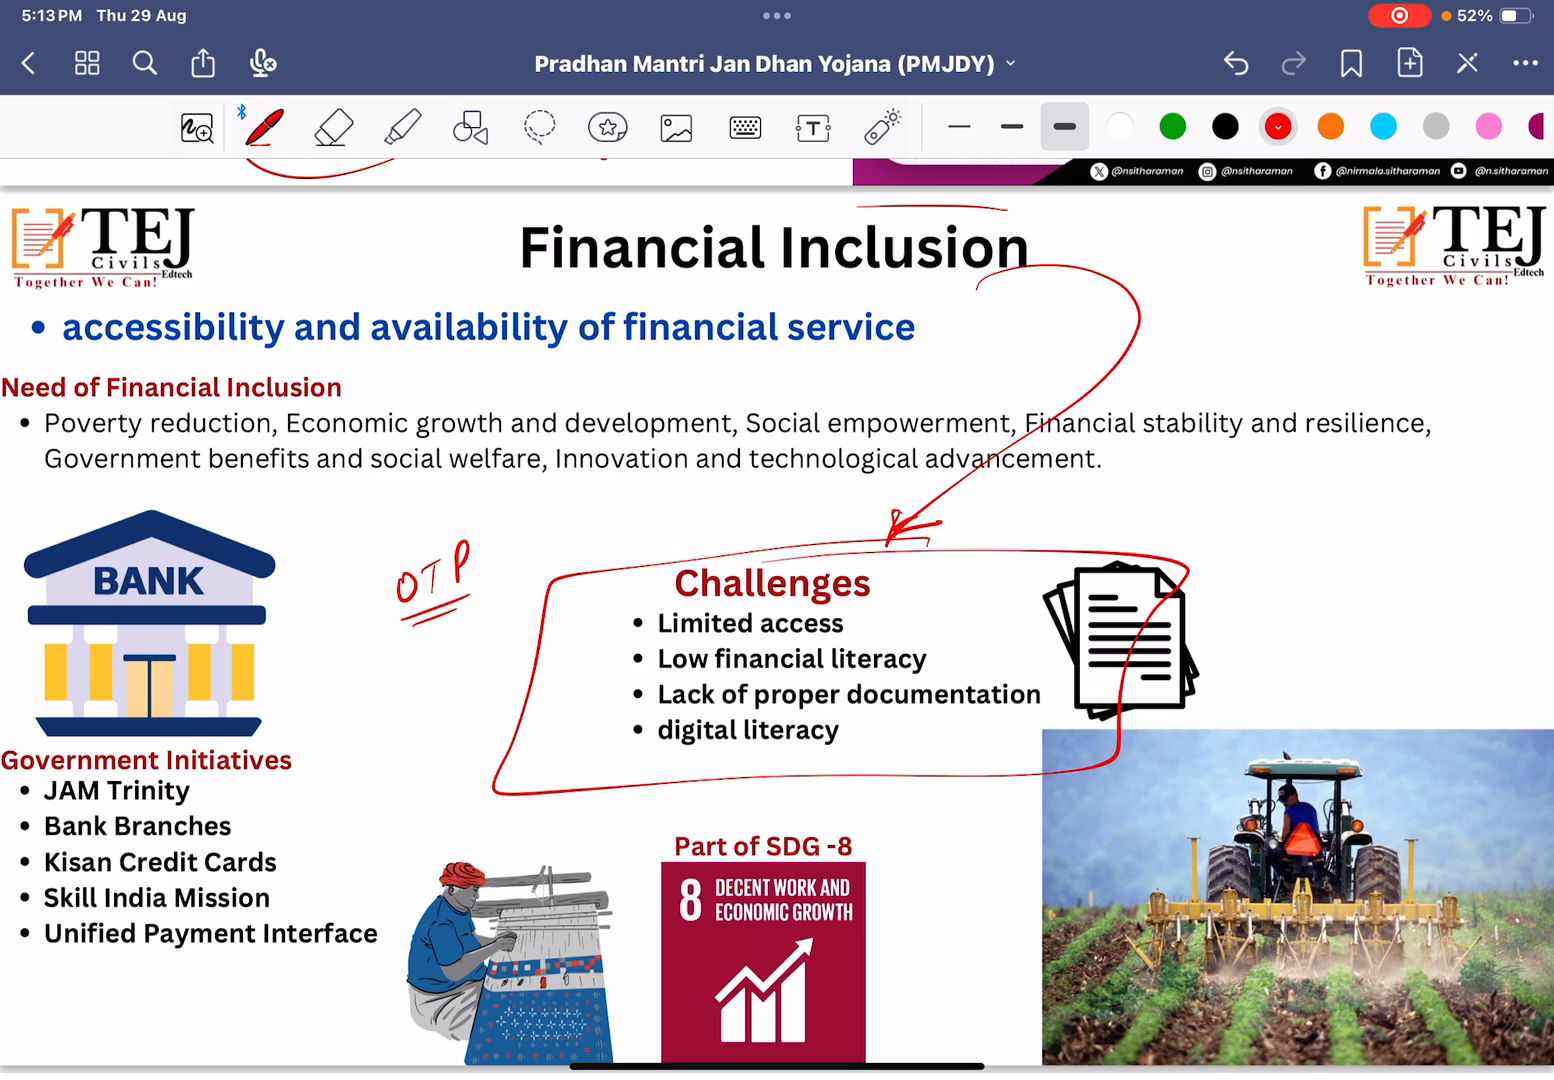 5:13 PM Thu 29 Aug
52%
Pradhan Mantri Jan Dhan Yojana (PMJDY)
T
@nsitharaman @nsitharaman @nirmala.sitharaman @n.sitharaman
TEJ
Civils
Edtech
Together We Can!
Financial Inclusion
TEJ
Civils
Edtech
Together We Can!
• accessibility and availability of financial service
Need of Financial Inclusion
• Poverty reduction, Economic growth and development, Social empowerment, Financial stability and resilience,
Government benefits and social welfare, Innovation and technological advancement.
BANK
OTP
Challenges
• Limited access
• Low financial literacy
• Lack of proper documentation
• digital literacy
Government Initiatives
• JAM Trinity
• Bank Branches
• Kisan Credit Cards
• Skill India Mission
• Unified Payment Interface
Part of SDG -8
8 DECENT WORK AND
ECONOMIC GROWTH